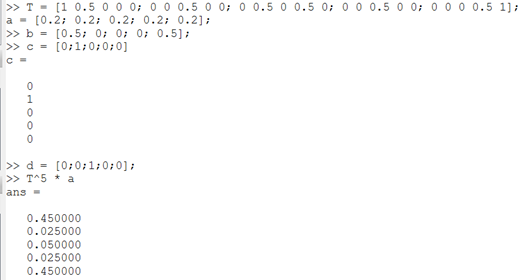 >> T = [1 0.5 0 0 0; 0 0 0.5 0 0; 0 0.5 0 0.5 0; 0 0 0.5 0 0; 0 0 0 0.5 1];
a = [0.2; 0.2; 0.2; 0.2; 0.2];
>> b = [0.5; 0; 0; 0; 0.5];
>> c = [0;1;0;0;0]
c =
0
1
0
0
0
>> d = [0;0;1;0;0];
>> T^5 * a
ans =
0.450000
0.025000
0.050000
0.025000
0.450000